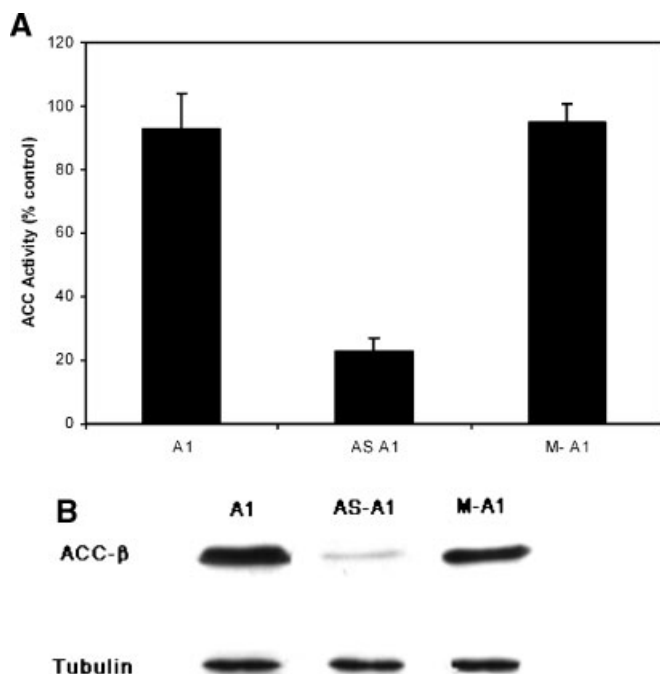 A
120
100
80
60
40
20
0
ACC Activity (% control)
A1 AS A1 M- A1
B
A1 AS-A1 M-A1
ACC-β
Tubulin